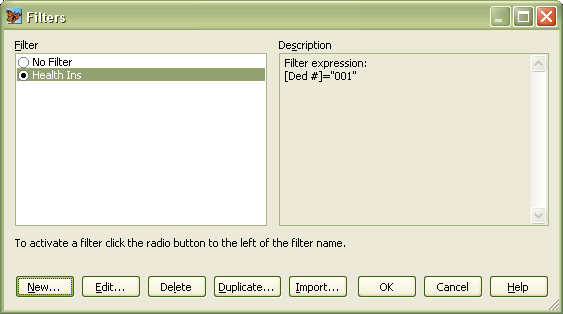 Filters
Filter
No Filter
Health Ins
Description
Filter expression:
[Ded #]="001"
To activate a filter click the radio button to the left of the filter name.
New... Edit... Delete Duplicate... Import... OK Cancel Help